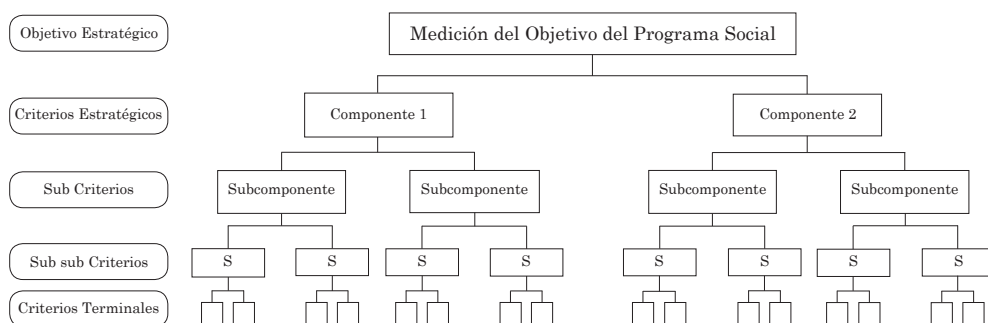 Objetivo Estratégico
Medición del Objetivo del Programa Social
Criterios Estratégicos
Componente 1
Componente 2
Sub Criterios
Subcomponente
Subcomponente
Subcomponente
Subcomponente
Sub sub Criterios
S
S
S
S
S
S
S
S
Criterios Terminales